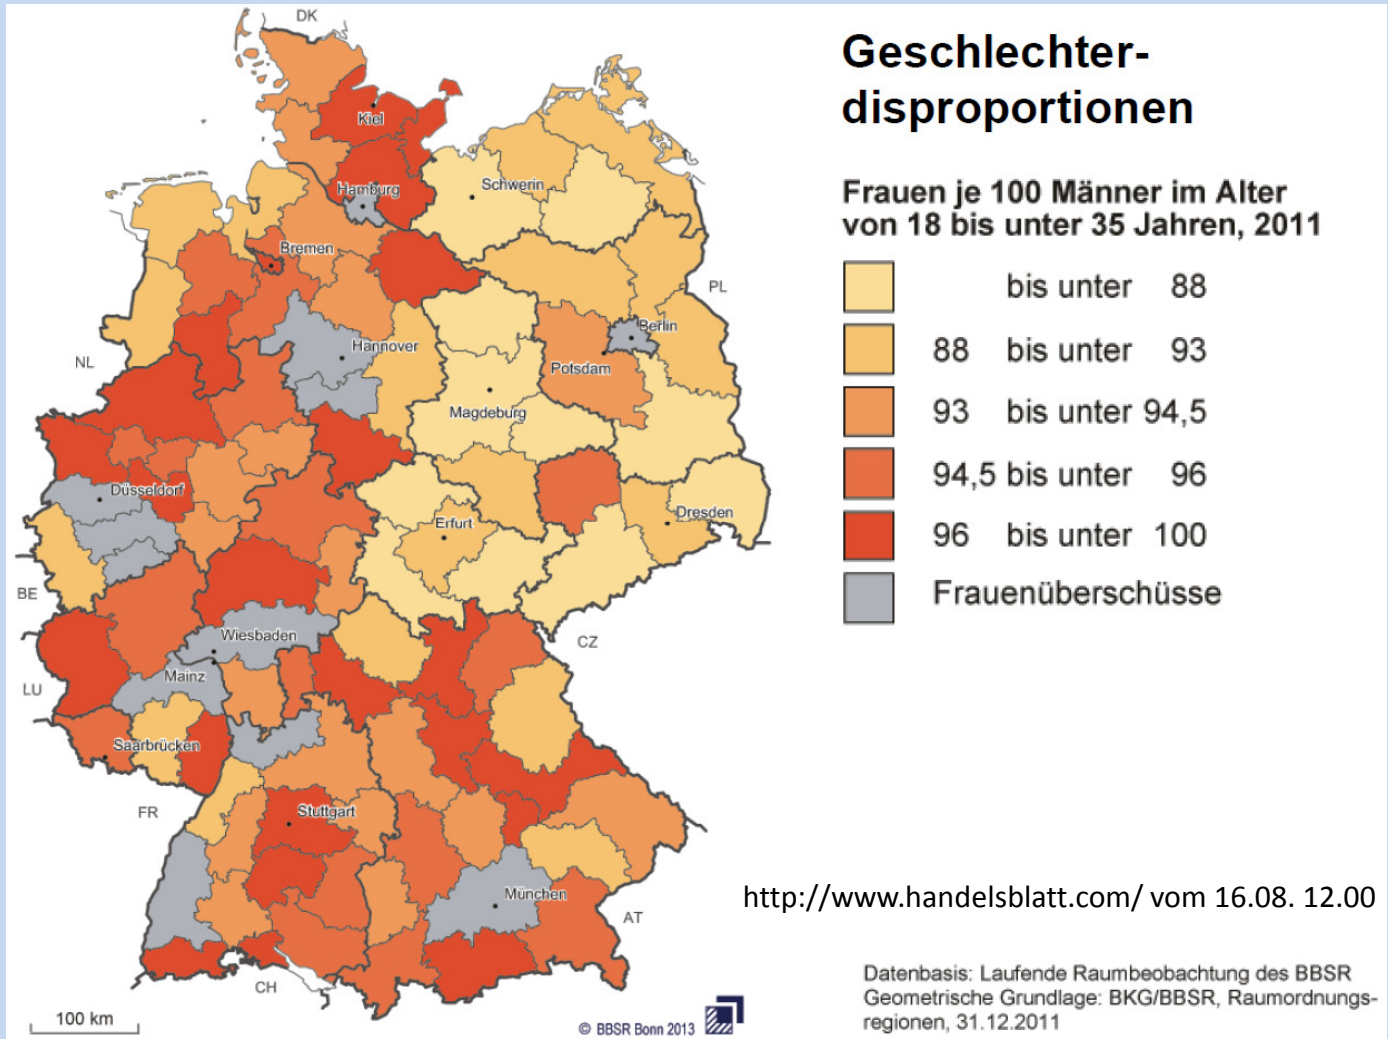 Geschlechter-
disproportionen
Frauen je 100 Männer im Alter
von 18 bis unter 35 Jahren, 2011
bis unter 88
88 bis unter 93
93 bis unter 94,5
94,5 bis unter 96
96 bis unter 100
Frauenüberschüsse
DK
Kiel
Hamburg
Schwerin
Bremen
PL
Berlin
Hannover
NL
Potsdam
Magdeburg
Düsseldorf
Dresden
Erfurt
BE
Wiesbaden
CZ
Mainz
LU
Saarbrücken
FR
Stuttgart
München
AT
CH
http://www.handelsblatt.com/ vom 16.08. 12.00
Datenbasis: Laufende Raumbeobachtung des BBSR
Geometrische Grundlage: BKG/BBSR, Raumordnungs-
regionen, 31.12.2011
100 km
© BBSR Bonn 2013